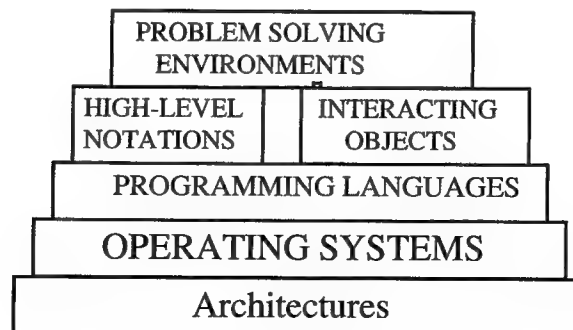 PROBLEM SOLVING
ENVIRONMENTS
HIGH-LEVEL
NOTATIONS
INTERACTING
OBJECTS
PROGRAMMING LANGUAGES
OPERATING SYSTEMS
Architectures